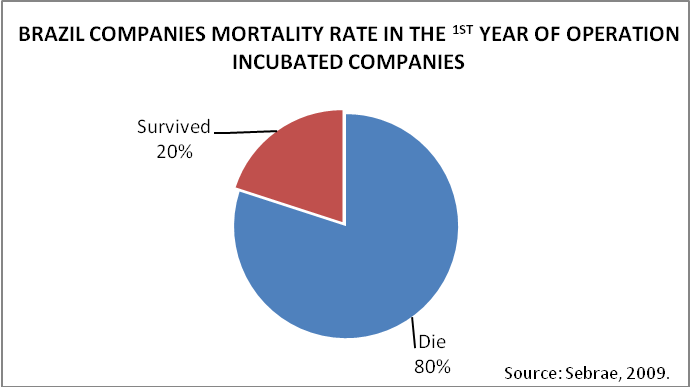 BRAZIL COMPANIES MORTALITY RATE IN THE 1ST YEAR OF OPERATION
INCUBATED COMPANIES
Survived
20%
Die
80%
Source: Sebrae, 2009.